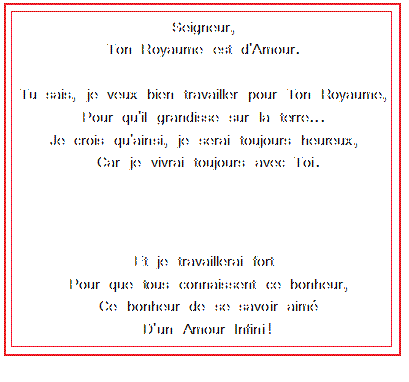 Seigneur,
Ton Royaume est d'Amour.
Tu sais, je veux bien travailler pour Ton Royaume,
Pour qu'il grandisse sur la terre...
Je crois qu'ainsi, je serai toujours heureux,
Car je vivrai toujours avec Toi.
Et je travaillerai fort
Pour que tous connaissent ce bonheur,
Ce bonheur de se savoir aimé
D'un Amour Infini!